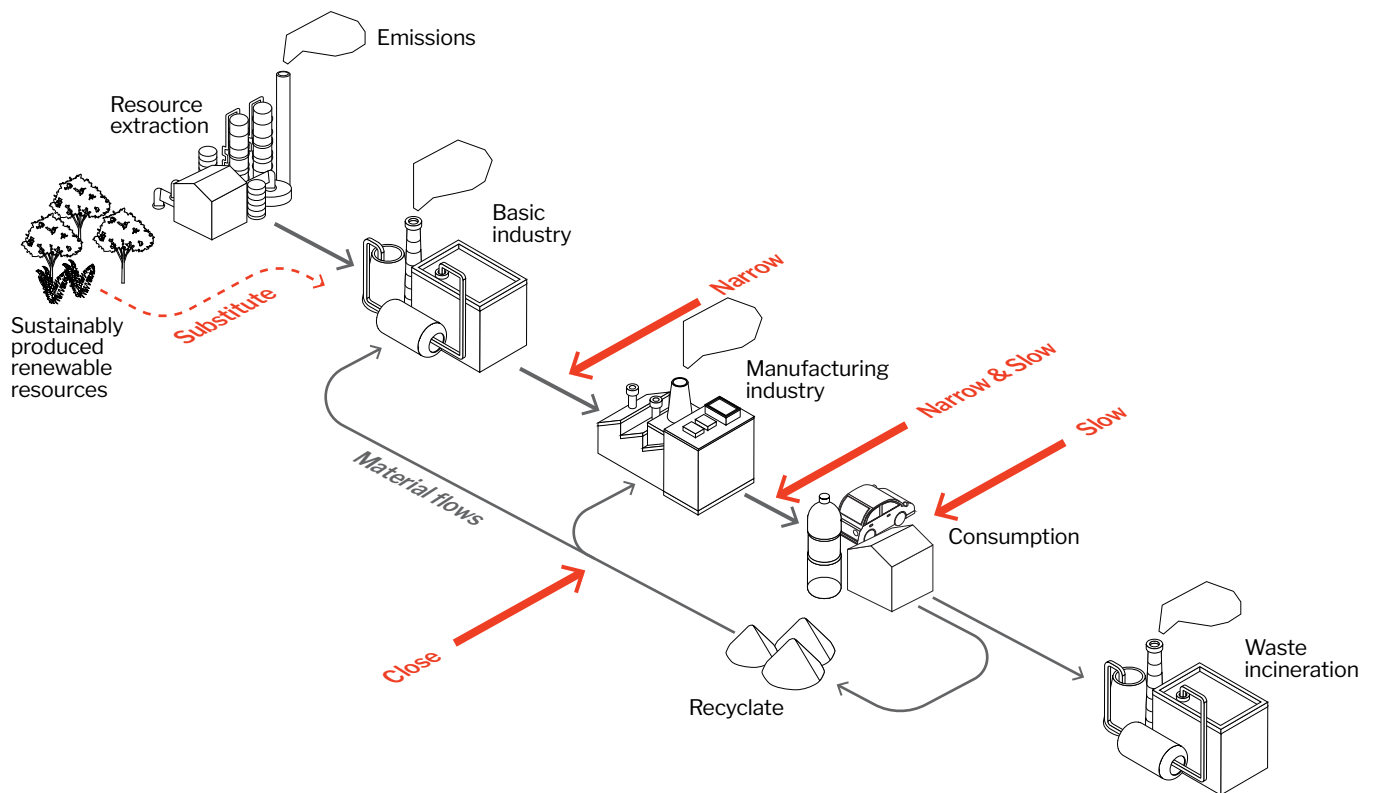 Emissions
Resource
extraction
Basic
industry
Narrow
Substitute
Sustainably
produced
renewable
resources
Manufacturing
industry
Narrow & Slow
Slow
Material flows
Consumption
Close
Recyclate
Waste
incineration